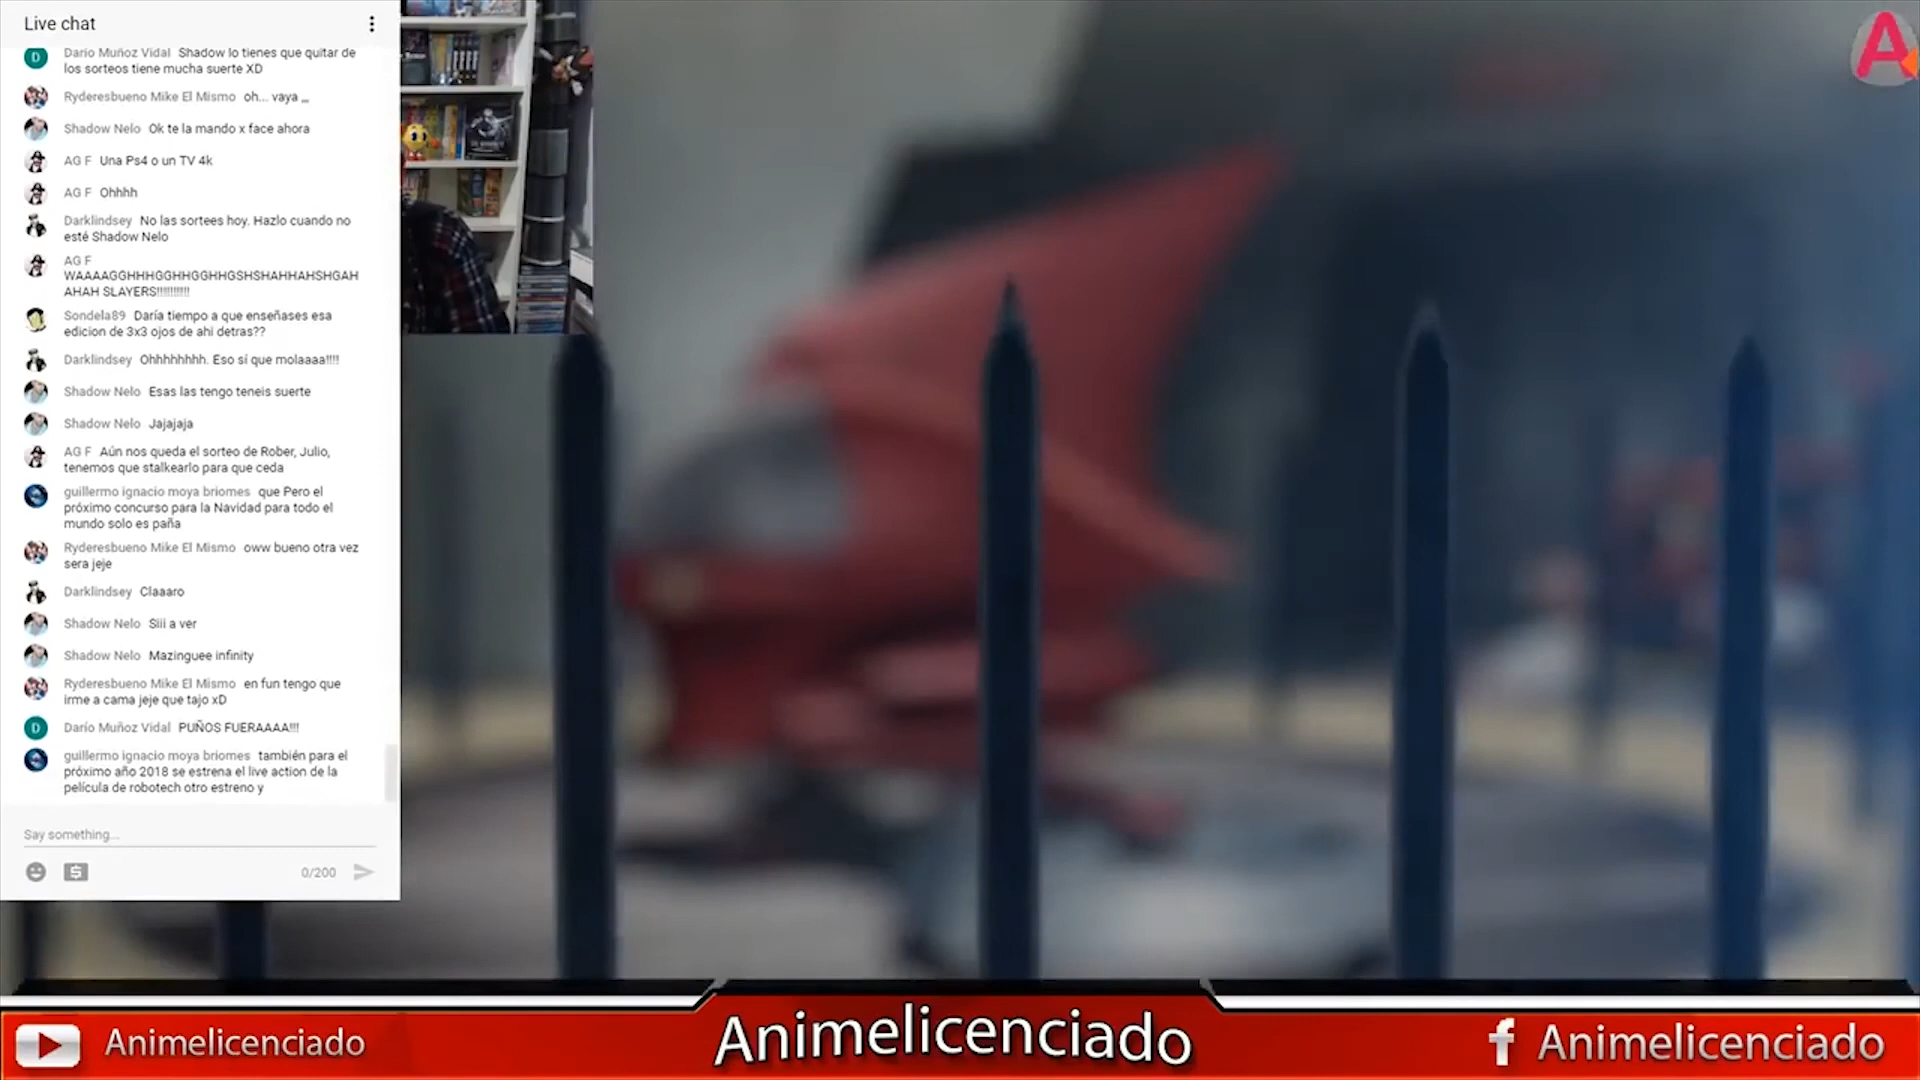 Live chat
Darío Muñoz Vidal Shadow lo tienes que quitar de
los sorteos tiene mucha suerte XD
Ryderesbueno Mike El Mismo oh... vaya ,,,
Shadow Nelo Ok te la mando x face ahora
AG F Una Ps4 o un TV 4k
AG F Ohhhh
Darklindsey No las sortees hoy. Hazlo cuando no
esté Shadow Nelo
AG F
WAAAAGGHHHGGHHGGHHGSHSHAHHAHSHGAH
AHAH SLAYERS!!!!!!!!!!!
Sondela89 Daría tiempo a que enseñases esa
edicion de 3x3 ojos de ahi detras??
Darklindsey Ohhhhhhhh. Eso sí que molaaaa!!!!
Shadow Nelo Esas las tengo teneis suerte
Shadow Nelo Jajajaja
AG F Aún nos queda el sorteo de Rober, Julio,
tenemos que stalkearlo para que ceda
guillermo ignacio moya briomes que Pero el
próximo concurso para la Navidad para todo el
mundo solo es paña
Ryderesbueno Mike El Mismo oww bueno otra vez
sera jeje
Darklindsey Claaaro
Shadow Nelo Siii a ver
Shadow Nelo Mazinguee infinity
Ryderesbueno Mike El Mismo en fun tengo que
irme a cama jeje que tajo xD
Darío Muñoz Vidal PUÑOS FUERAAAA!!!
guillermo ignacio moya briomes también para el
próximo año 2018 se estrena el live action de la
película de robotech otro estreno y
Say something...
0/200
A
Animelicenciado
Animelicenciado
Animelicenciado